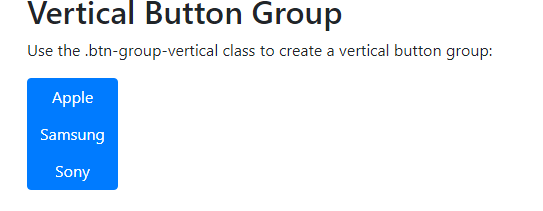 Vertical Button Group
Use the .btn-group-vertical class to create a vertical button group:
Apple
Samsung
Sony